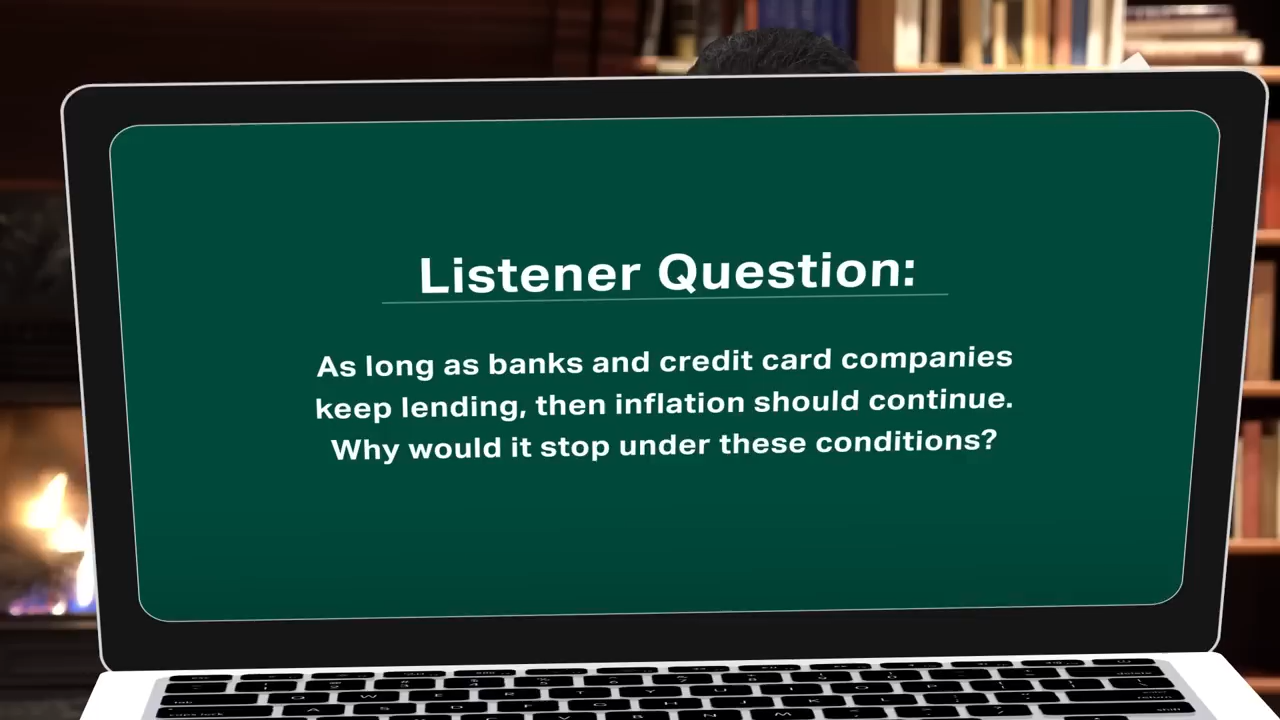 Listener Question:
As long as banks and credit card companies
keep lending, then inflation should continue.
Why would it stop under these conditions?